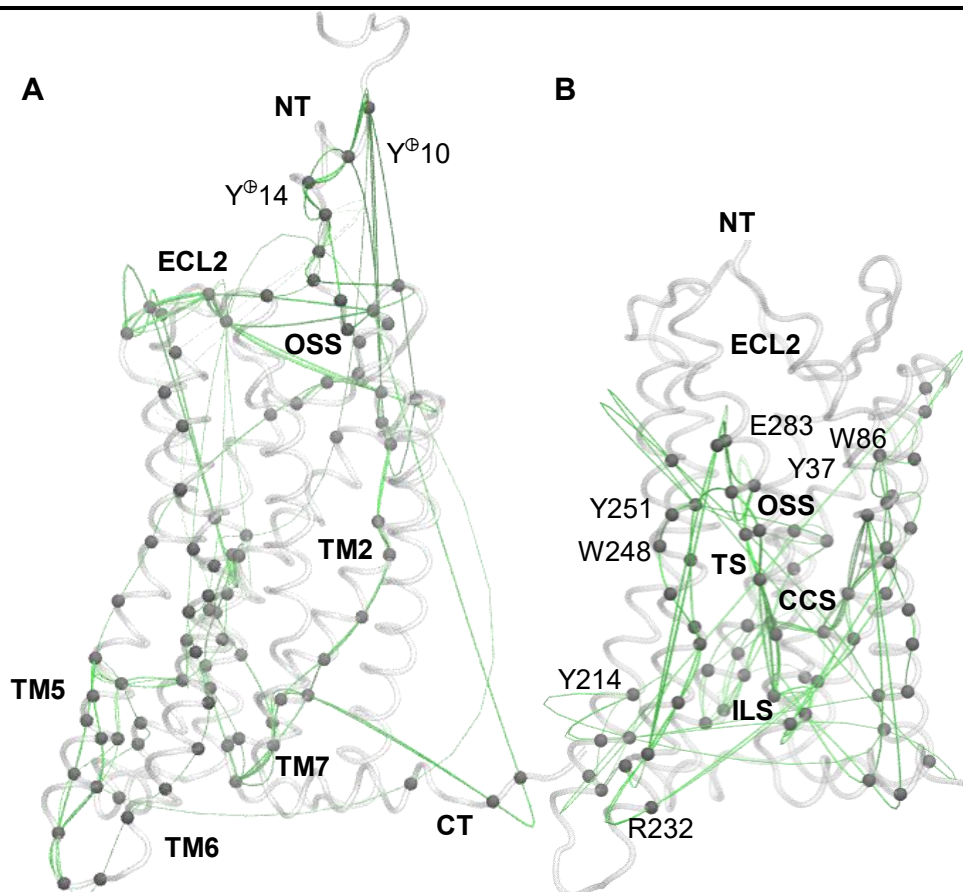 A
NT
Y⊕10
Y⊕14
ECL2
OSS
TM2
TM5
TM7
TM6
CT
B
NT
ECL2
E283
W86
Y37
Y251
OSS
W248
TS
CCS
Y214
ILS
R232